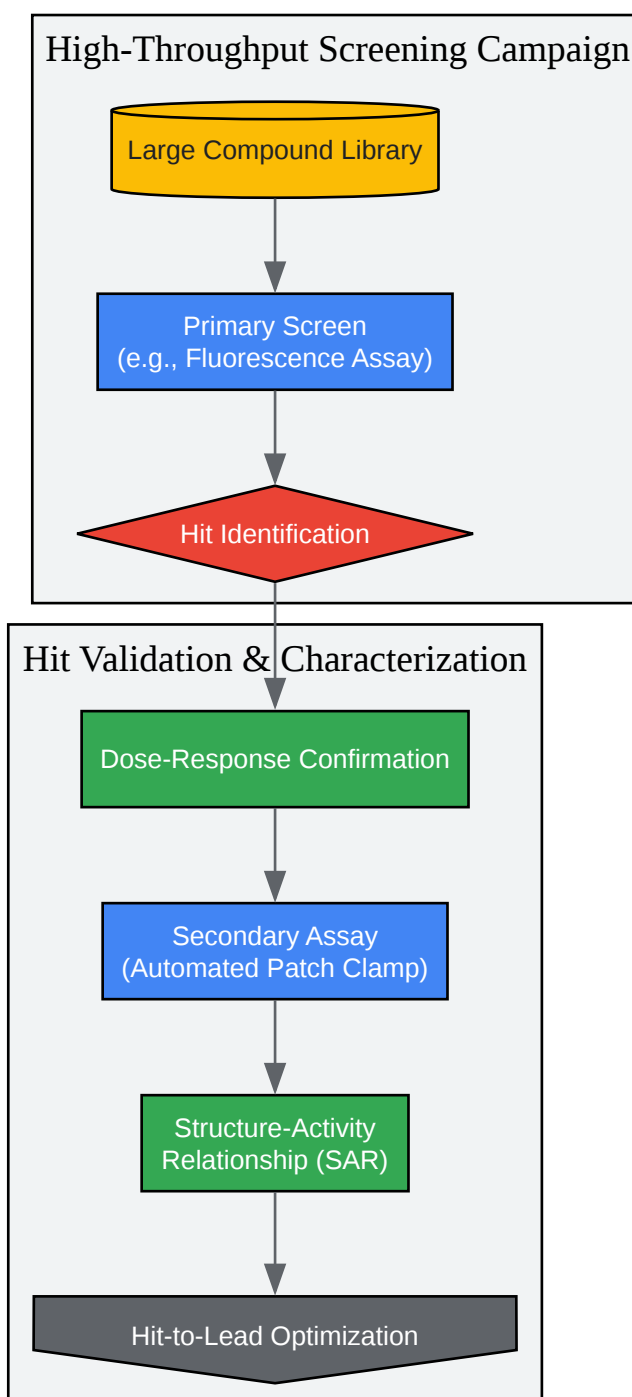 High-Throughput Screening Campaign
Large Compound Library
Primary Screen
(e.g., Fluorescence Assay)
Hit Identification
Hit Validation & Characterization
Dose-Response Confirmation
Secondary Assay
(Automated Patch Clamp)
Structure-Activity
Relationship (SAR)
Hit-to-Lead Optimization